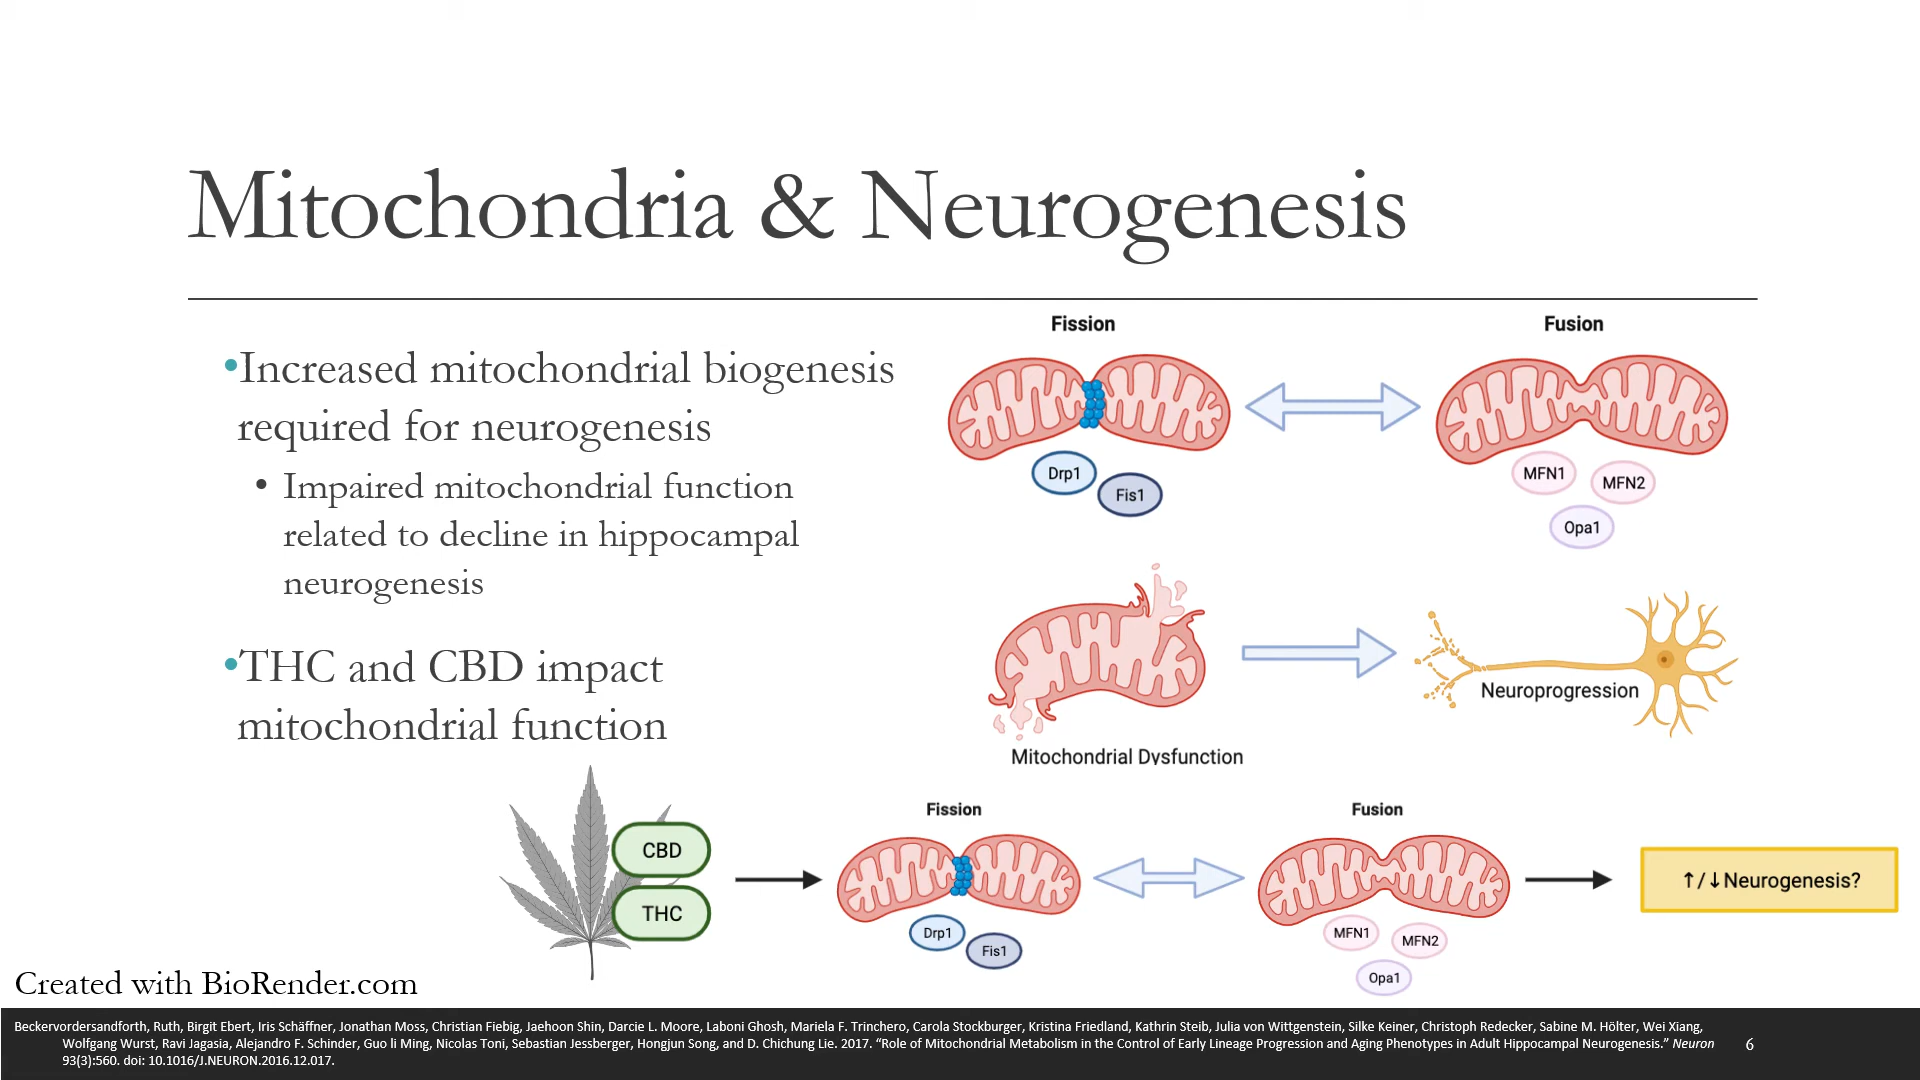 Mitochondria & Neurogenesis
•Increased mitochondrial biogenesis
required for neurogenesis
• Impaired mitochondrial function
related to decline in hippocampal
neurogenesis
•THC and CBD impact
mitochondrial function
Fission
Fusion
Drp1
Fis1
MFN1
MFN2
Opa1
Neuroprogression
Mitochondrial Dysfunction
CBD
THC
Fission
Fusion
Drp1
Fis1
MFN1
MFN2
Opa1
↑/↓Neurogenesis?
Created with BioRender.com
Beckervordersandforth, Ruth, Birgit Ebert, Iris Schäffner, Jonathan Moss, Christian Fiebig, Jaehoon Shin, Darcie L. Moore, Laboni Ghosh, Mariela F. Trinchero, Carola Stockburger, Kristina Friedland, Kathrin Steib, Julia von Wittgenstein, Silke Keiner, Christoph Redecker, Sabine M. Hölter, Wei Xiang,
Wolfgang Wurst, Ravi Jagasia, Alejandro F. Schinder, Guo li Ming, Nicolas Toni, Sebastian Jessberger, Hongjun Song, and D. Chichung Lie. 2017. “Role of Mitochondrial Metabolism in the Control of Early Lineage Progression and Aging Phenotypes in Adult Hippocampal Neurogenesis.” Neuron
93(3):560. doi: 10.1016/J.NEURON.2016.12.017.
6